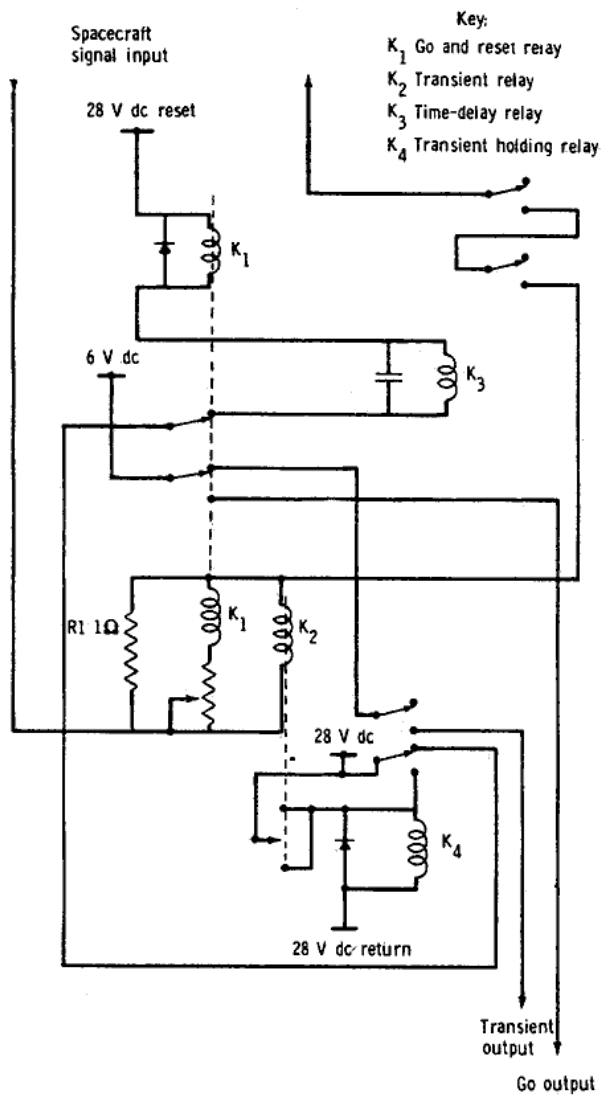 Key:
K1 Go and reset relay
K2 Transient relay
K3 Time-delay relay
K4 Transient holding relay
Spacecraft
signal input
28 V dc reset
K1
6 V dc
K3
R1 1Ω
K1
K2
28 V dc
K4
28 V dc return
Transient
output
Go output